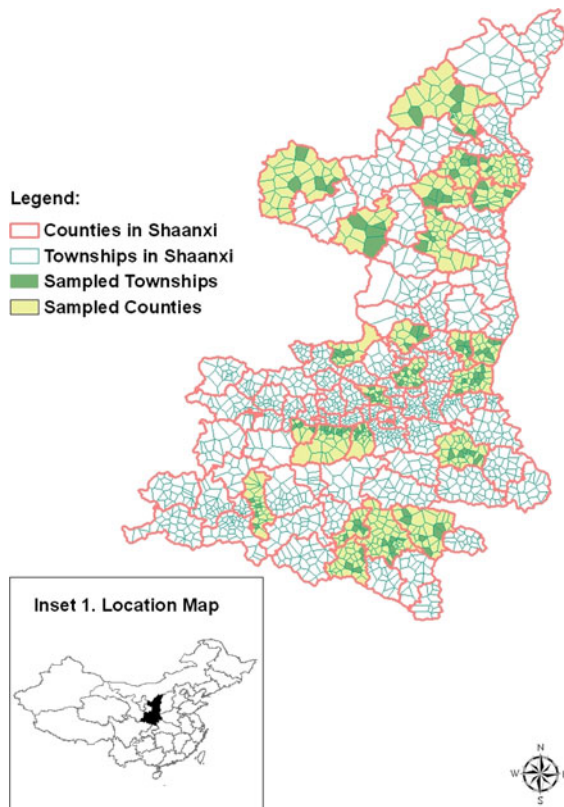 Legend:
Counties in Shaanxi
Townships in Shaanxi
Sampled Townships
Sampled Counties
Inset 1. Location Map
N
W E
S